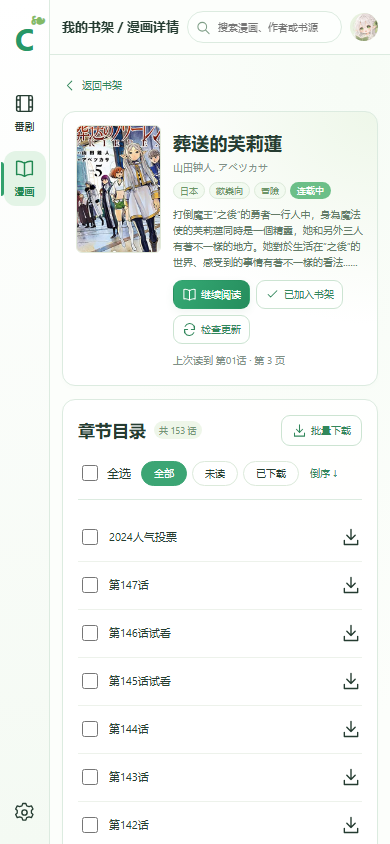 C
番剧
漫画
我的书架 / 漫画详情
搜索漫画、作者或书源
返回书架
山田鐘人
アベツカサ
5
葬送的芙莉蓮
山田钟人 アベツカサ
日本
歡樂向
冒險
连载中
打倒魔王“之後”的勇者一行人中，身為魔法
使的芙莉蓮同時是一個精靈，她和另外三人
有著不一樣的地方。她對於生活在“之後”的
世界、感受到的事情有著不一樣的看法……
继续阅读
已加入书架
检查更新
上次读到 第01话 · 第 3 页
章节目录
共 153 话
批量下载
全选
全部
未读
已下载
倒序↓
2024人气投票
第147话
第146话试看
第145话试看
第144话
第143话
第142话